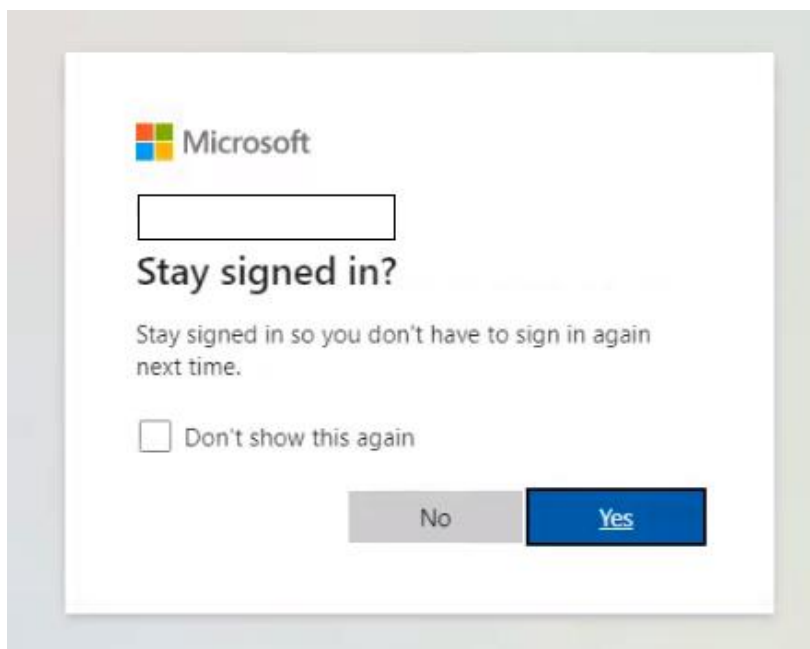 Microsoft
Stay signed in?
Stay signed in so you don't have to sign in again
next time.
Don't show this again
No
Yes